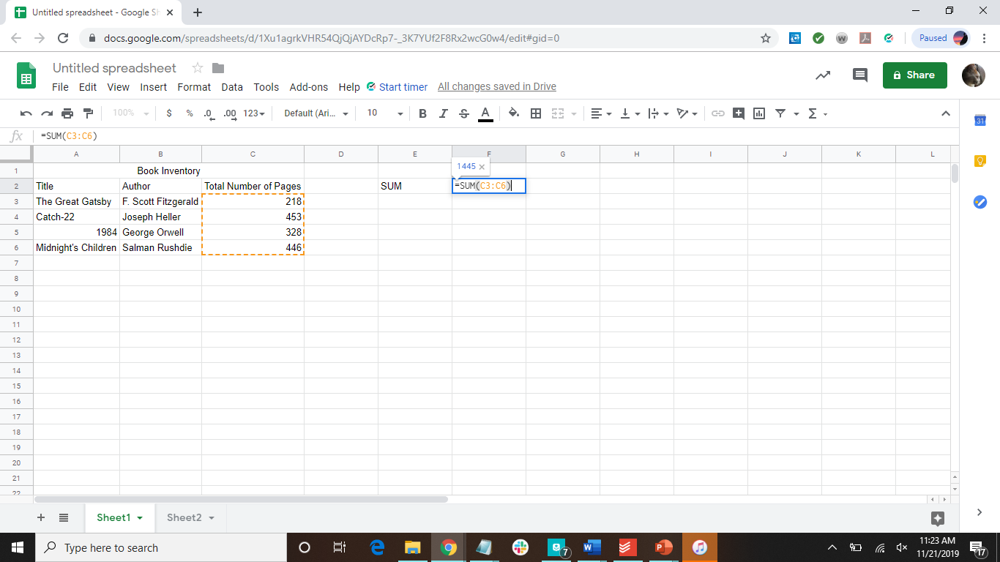 Untitled spreadsheet - Google Sh
docs.google.com/spreadsheets/d/1Xu1agrkVHR54QjQjAYDcRp7-_3K7YUf2F8Rx2wcG0w4/edit#gid=0
Paused
Untitled spreadsheet
File Edit View Insert Format Data Tools Add-ons Help Start timer All changes saved in Drive
Share
100% $ % .0 .00 123 Default (Ari... 10 B I S A
fx =SUM(C3:C6)
A B C D E F G H I J K L
1 Book Inventory 1445
2 Title Author Total Number of Pages SUM =SUM(C3:C6)
3 The Great Gatsby F. Scott Fitzgerald 218
4 Catch-22 Joseph Heller 453
5 1984 George Orwell 328
6 Midnight's Children Salman Rushdie 446
7
8
9
10
11
12
13
14
15
16
17
18
19
20
21
22
Sheet1 Sheet2
Type here to search
7
11:23 AM
11/21/2019
17
31